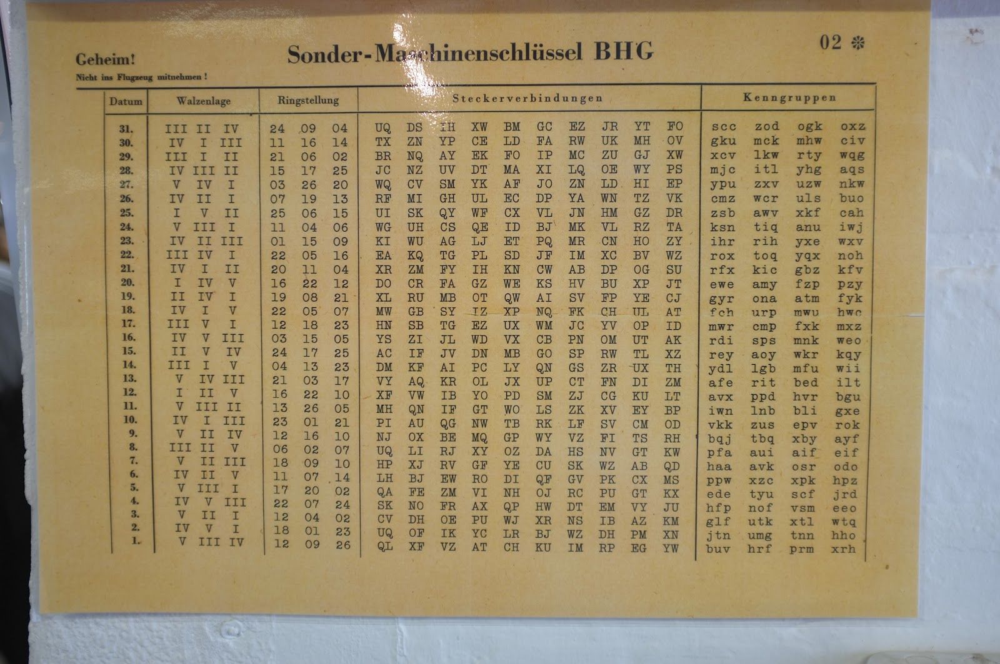 Geheim!
Sonder-Maschinenschlüssel BHG
02 ❊
Nicht ins Flugzeug mitnehmen!
Datum Walzenlage Ringstellung Steckerverbindungen Kenngruppen
31. III II IV 24 09 04 UQ DS IH XW BM GC EZ JR YT FO scc zod ogk oxz
30. IV I III 11 16 14 TX ZN YP CE LD FA RW UK MH OV gku mck mhw civ
29. III I II 21 06 02 BR NQ AY EK FO IP MC ZU GJ XW xcv lkw rty wqg
28. IV III II 15 17 25 JC NZ UV DT MA XI LQ OE WY PS mjc itl yhg aqs
27. V IV I 03 26 20 WQ CV SM YK AF JO ZN LD HI EP ypu zxv uzw nkw
26. IV II I 07 19 13 RF MI GH UL EC DP YA WN TZ VK cmz wcr uls buo
25. I V II 25 06 15 UI SK QY WF CX VL JN HM GZ DR zsb awv xkf cah
24. V III I 11 04 06 WG UH CS QE ID BJ MK VL RZ TA ksn tiq anu iwj
23. IV II III 01 15 09 KI WU AG LJ ET PQ MR CN HO ZY ihr rih yxe wxv
22. III IV I 22 05 16 EA KQ TG PL SD JF IM XC BV WZ rox toq yqx noh
21. IV I II 20 11 04 XR ZM FY IH KN CW AB DP OG SU rfx kic gbz kfv
20. I IV V 16 22 12 DO CR FA GZ WE KS HV BU XP JT ewe amy fzp pzy
19. II IV I 19 08 21 XL RU MB OT QW AI SV FP YE CJ gyr ona atm fyk
18. IV I V 22 05 07 MW GB SY IZ XP NQ FK CH UL AT fch urp mwu hwc
17. III V I 12 18 23 HN SB TG EZ UX WM JC YV OP ID mwr cmp fxk mxz
16. IV V III 03 15 05 YS ZI JL WD VX CB PN OM UT AK rdi sps mnk weo
15. II V IV 24 17 25 AC IF JV DN MB GO SP RW TL XZ rey aoy wkr kqy
14. III I V 04 13 23 DM KF AI PC LY QN GS ZR UX TH ydl lgb mfu wii
13. V IV III 21 03 17 VY AQ KR OL JX UP CT FN DI ZM afe rit bed ilt
12. I II V 16 22 10 XF VW IB YO PD SM ZJ CG KU LT avx ppd hvr bgu
11. V III II 13 26 05 MH QN IF GT WO LS ZK XV EY BP iwn lnb bli gxe
10. IV I III 23 01 21 PI AU QG NW TB RK LF SV CM OD vkk zus epv rok
9. V II IV 12 16 10 NJ OX BE MQ GP WY VZ FI TS RH bqj tbq xby ayf
8. III II V 06 02 07 UQ LI RJ XY OZ DA HS NV GT KW pfa aui aif eif
7. V II III 18 09 10 HP XJ RV GF YE CU SK WZ AB QD haa avk osr odo
6. IV II V 11 07 14 LH BJ EW RO DI QF GV PK CX MS ppw xzc xpk hpz
5. V III I 17 20 02 QA FE ZM VI NH OJ RC PU GT KX ede tyu scf jrd
4. IV V III 22 07 24 SK NO FR AX QP HW DT EM VY JU hfp nof vsm eeo
3. V II I 12 04 02 CV DH OE PU WJ XR NS IB AZ KM glf utk xtl wtq
2. IV V I 18 01 23 UQ OF IK YC LR BJ WZ DH PM XN jtn umg tnn hho
1. V III IV 12 09 26 QL XF VZ AT CH KU IM RP EG YW buv hrf prm xrh